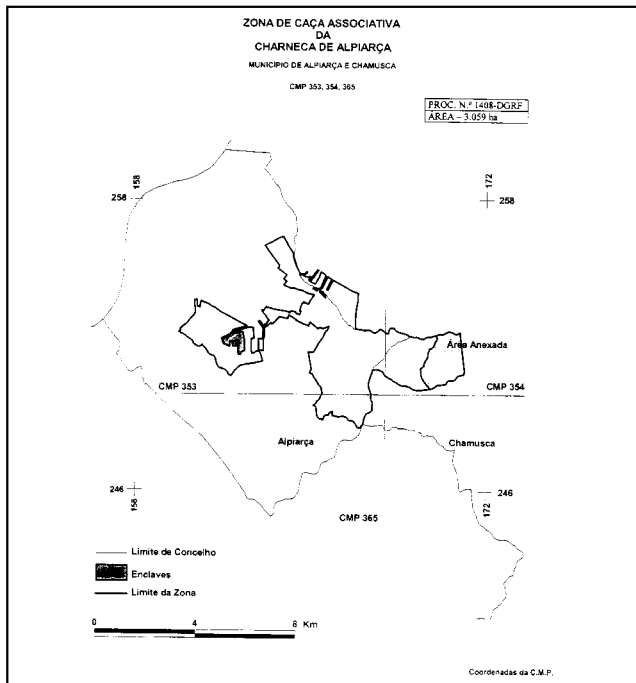 ZONA DE CAÇA ASSOCIATIVA
DA
CHARNECA DE ALPIARÇA
MUNICÍPIO DE ALPIARÇA E CHAMUSCA
CMP 353, 354, 365
PROC. N.º 1408-DGRF
ÁREA – 3.059 ha
158
172
258
258
Área Anexada
CMP 353
CMP 354
Alpiarça
Chamusca
246
246
158
172
CMP 365
Limite de Concelho
Enclaves
Limite da Zona
0 4 8 Km
Coordenadas da C.M.P.